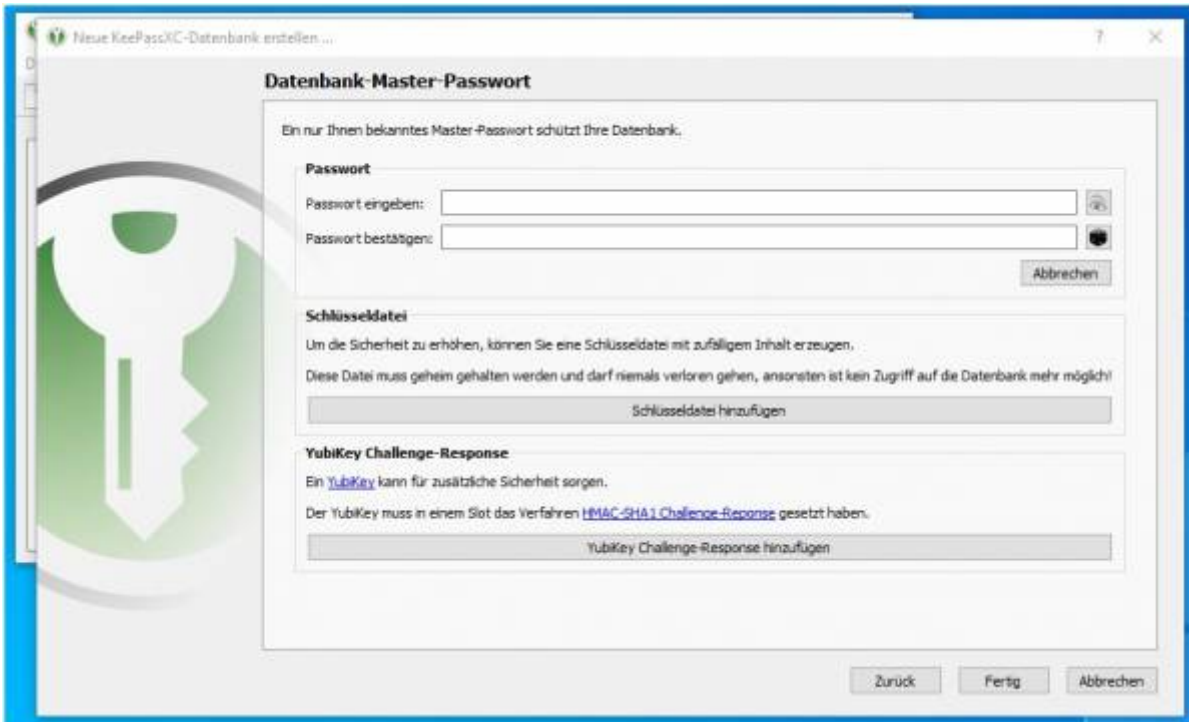 Neue KeePassXC-Datenbank erstellen ...
?
Datenbank-Master-Passwort
Ein nur Ihnen bekanntes Master-Passwort schützt Ihre Datenbank.
Passwort
Passwort eingeben:
Passwort bestätigen:
Abbrechen
Schlüsseldatei
Um die Sicherheit zu erhöhen, können Sie eine Schlüsseldatei mit zufälligem Inhalt erzeugen.
Diese Datei muss geheim gehalten werden und darf niemals verloren gehen, ansonsten ist kein Zugriff auf die Datenbank mehr möglich!
Schlüsseldatei hinzufügen
YubiKey Challenge-Response
Ein YubiKey kann für zusätzliche Sicherheit sorgen.
Der YubiKey muss in einem Slot das Verfahren HMAC-SHA1 Challenge-Reponse gesetzt haben.
YubiKey Challenge-Response hinzufügen
Zurück Fertig Abbrechen